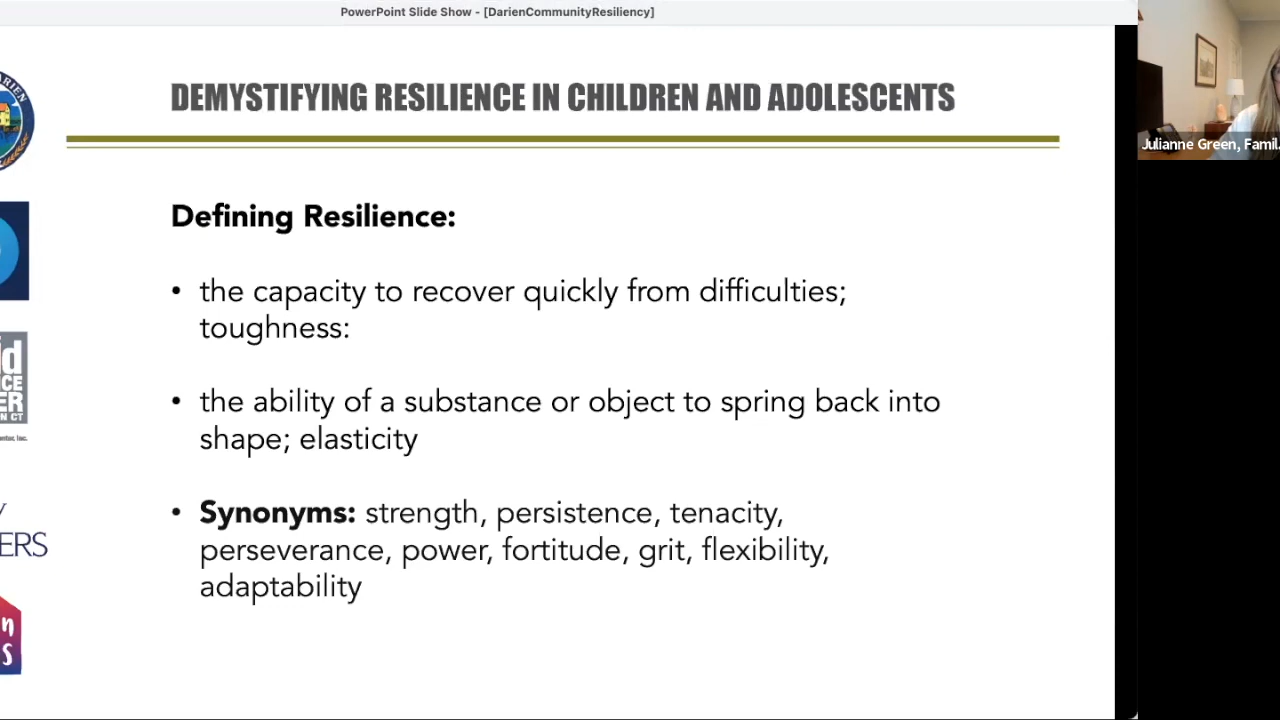 PowerPoint Slide Show - [DarienCommunityResiliency]
DEMYSTIFYING RESILIENCE IN CHILDREN AND ADOLESCENTS
Julianne Green, Famil...
Defining Resilience:
• the capacity to recover quickly from difficulties;
toughness:
• the ability of a substance or object to spring back into
shape; elasticity
• Synonyms: strength, persistence, tenacity,
perseverance, power, fortitude, grit, flexibility,
adaptability